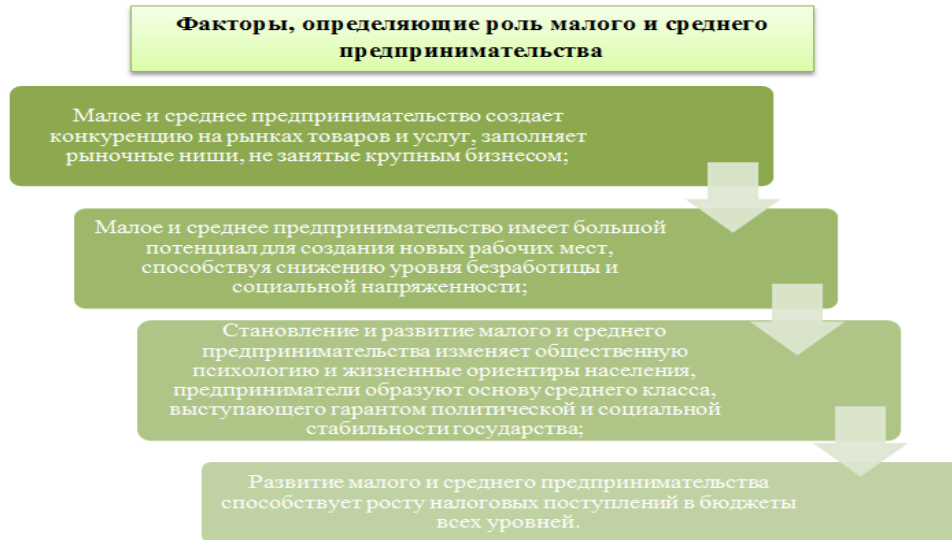 Факторы, определяющие роль малого и среднего
предпринимательства
Малое и среднее предпринимательство создает
конкуренцию на рынках товаров и услуг, заполняет
рыночные ниши, не занятые крупным бизнесом;
Малое и среднее предпринимательство имеет большой
потенциал для создания новых рабочих мест,
способствуя снижению уровня безработицы и
социальной напряженности;
Становление и развитие малого и среднего
предпринимательства изменяет общественную
психологию и жизненные ориентиры населения,
предприниматели образуют основу среднего класса,
выступающего гарантом политической и социальной
стабильности государства;
Развитие малого и среднего предпринимательства
способствует росту налоговых поступлений в бюджеты
всех уровней.